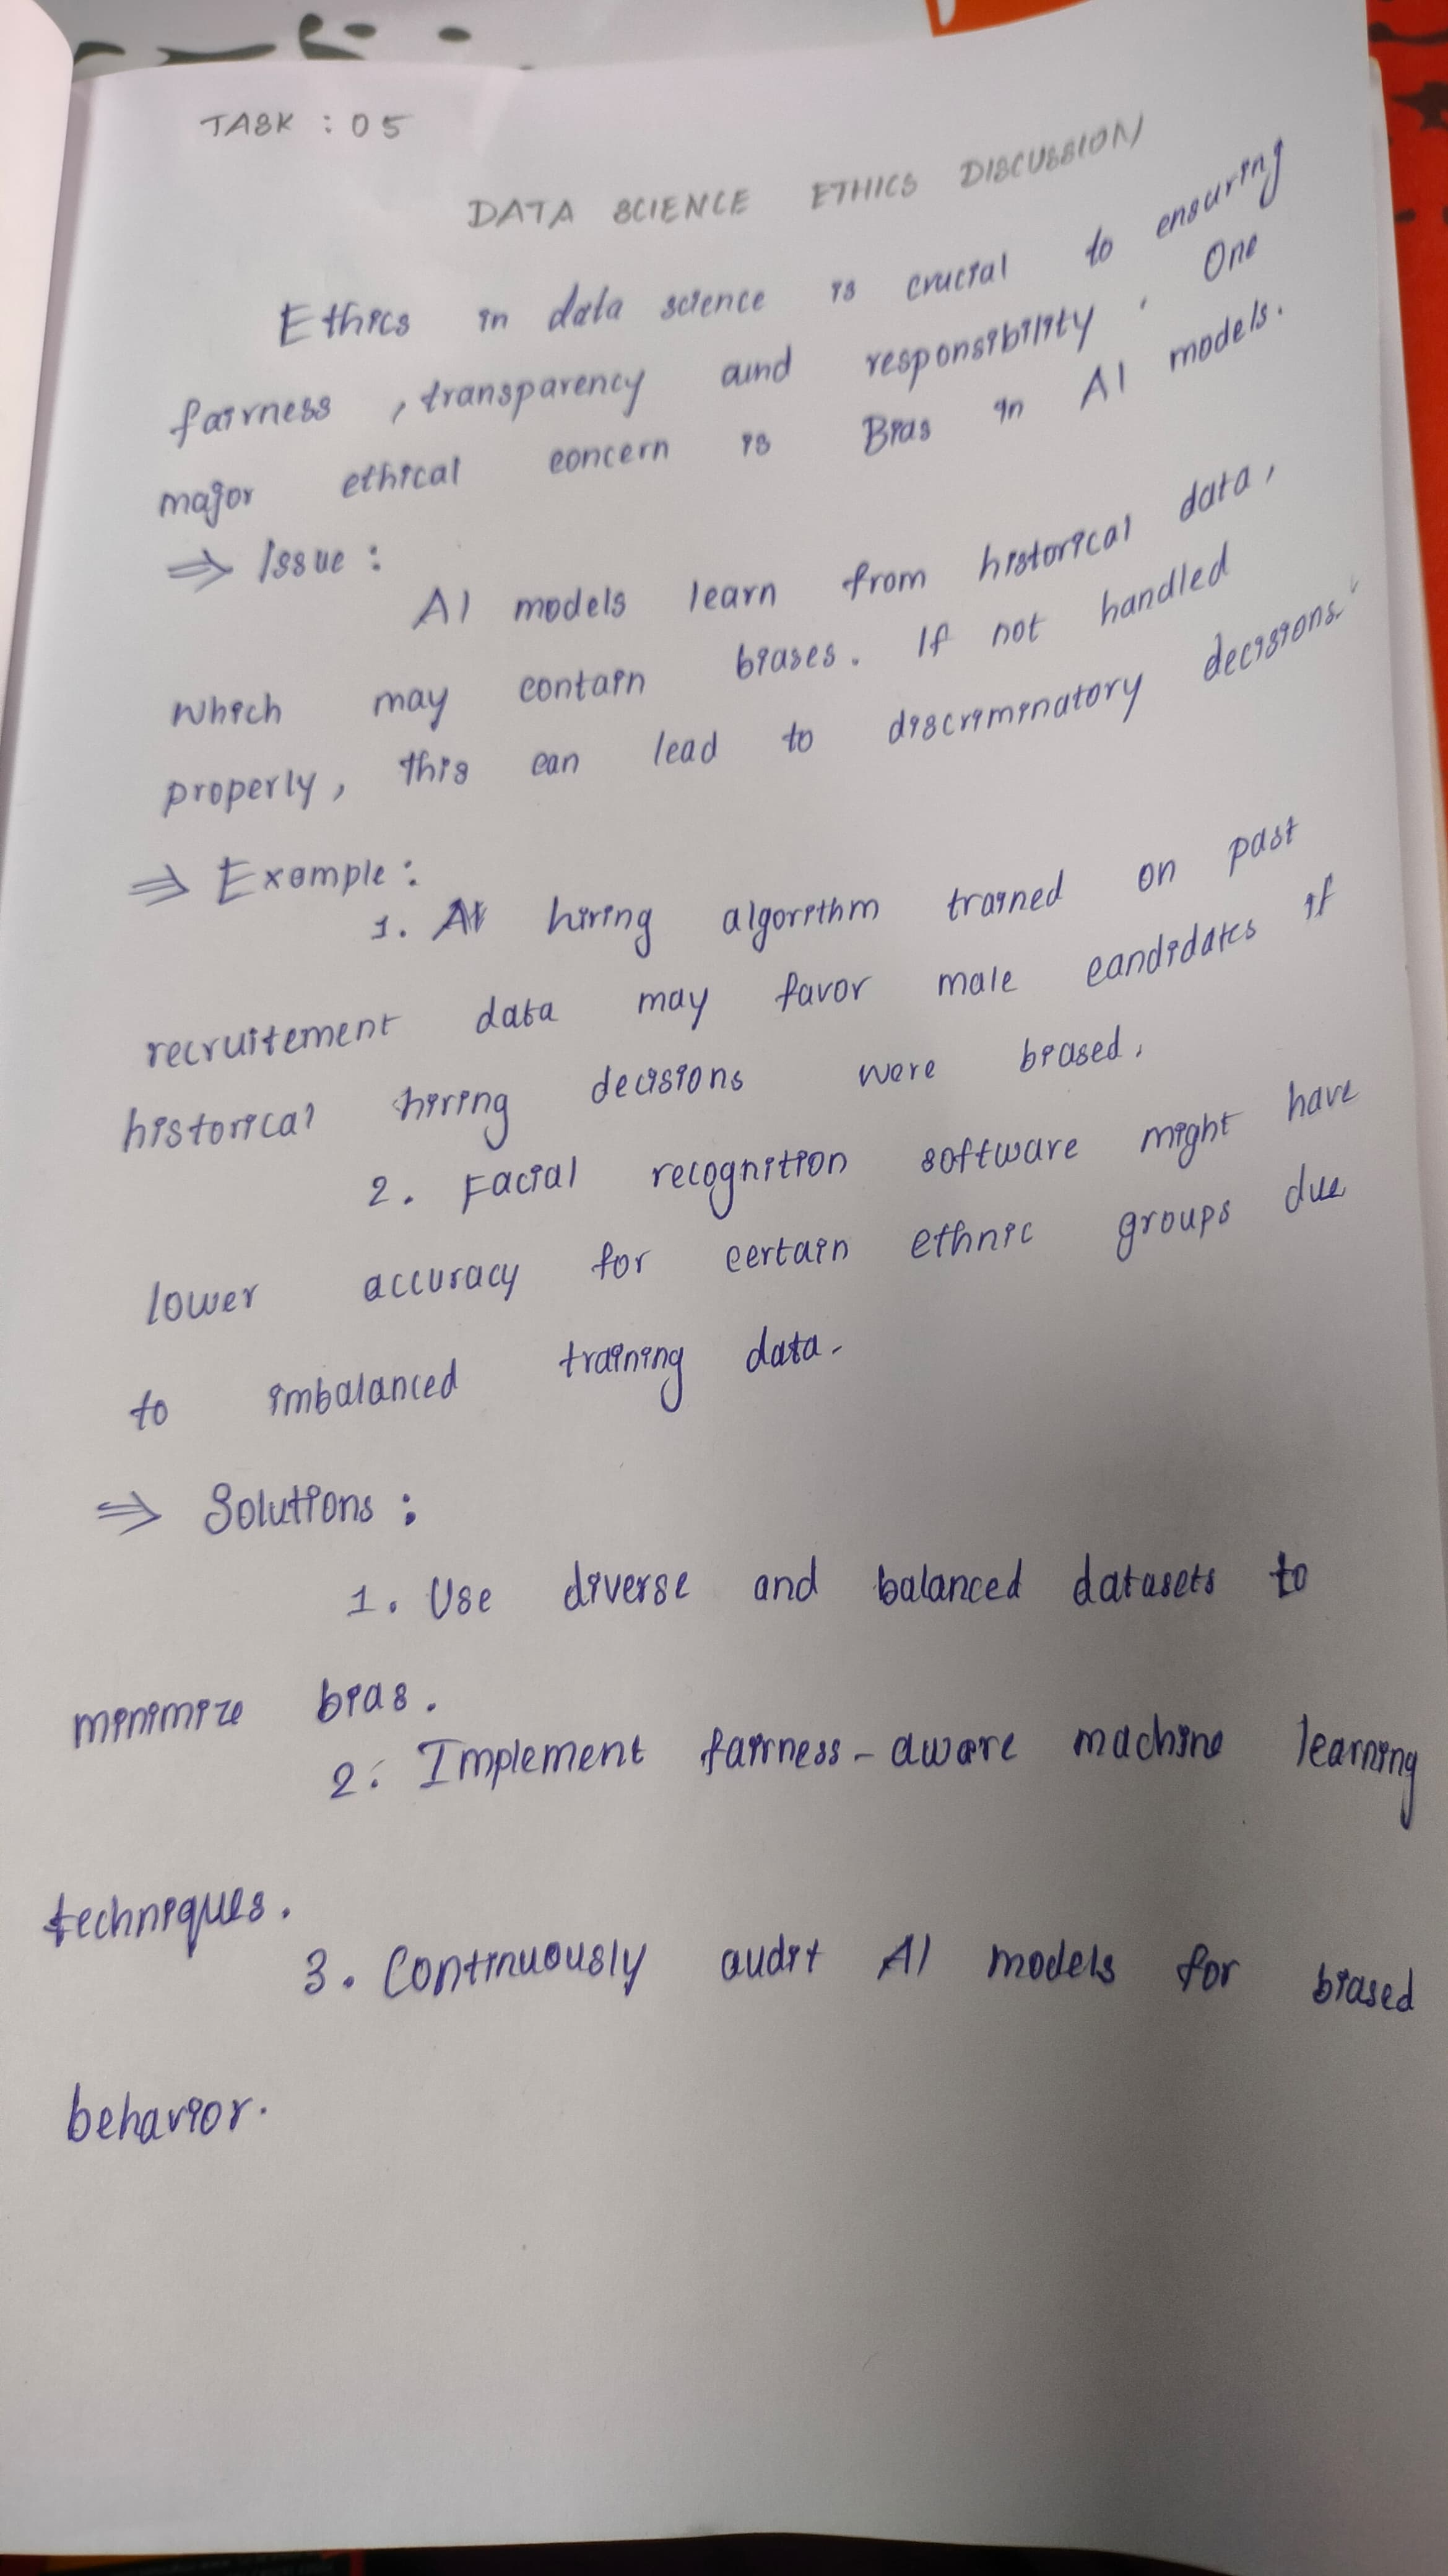 TASK : 05
DATA SCIENCE ETHICS DISCUSSION
Ethics in data science is crucial to ensuring
fairness , transparency aund responsibility . One
major ethical concern is Bias in AI models.
⇒ Issue :
AI models learn from historical data,
which may contain biases. If not handled
properly, this can lead to discriminatory decisions.
⇒ Example :
1. AI hiring algorithm trained on past
recruitement data may favor male candidates if
historical hiring decisions were biased.
2. Facial recognition software might have
lower accuracy for certain ethnic groups due
to imbalanced training data.
⇒ Solutions :
1. Use diverse and balanced datasets to
minimize bias.
2. Implement fairness-aware machine learning
techniques.
3. Continuously audit AI models for biased
behavior.